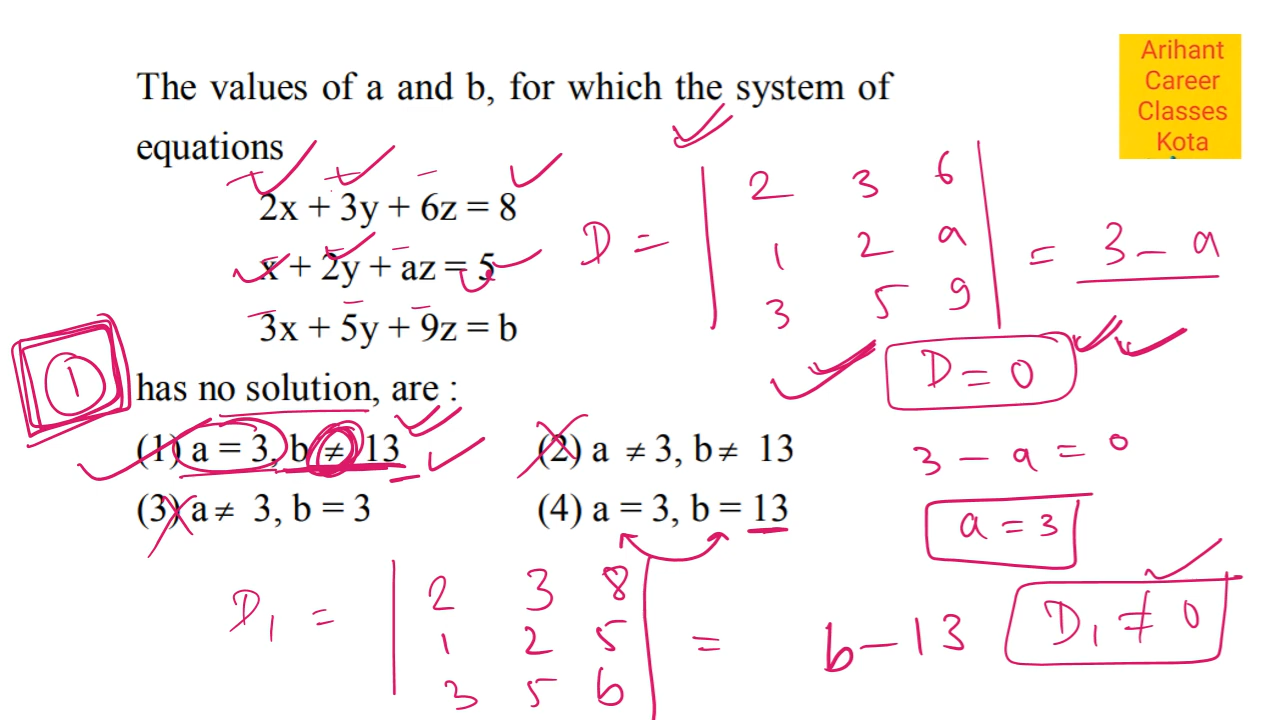 The values of a and b, for which the system of
equations
2x + 3y + 6z = 8
x + 2y + az = 5
3x + 5y + 9z = b
has no solution, are :
(1) a = 3, b ≠ 13
(2) a ≠ 3, b ≠ 13
(3) a ≠ 3, b = 3
(4) a = 3, b = 13
1
Arihant
Career
Classes
Kota
D = | 2 3 6 |
| 1 2 a | = 3 - a
| 3 5 9 |
D = 0
3 - a = 0
a = 3
D₁ = | 2 3 8 |
| 1 2 5 | = b - 13
| 3 5 b |
D₁ ≠ 0